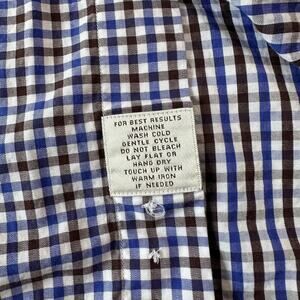 FOR BEST RESULTS
MACHINE
WASH COLD
GENTLE CYCLE
DO NOT BLEACH
LAY FLAT OR
HANG DRY
TOUCH UP WITH
WARM IRON
IF NEEDED